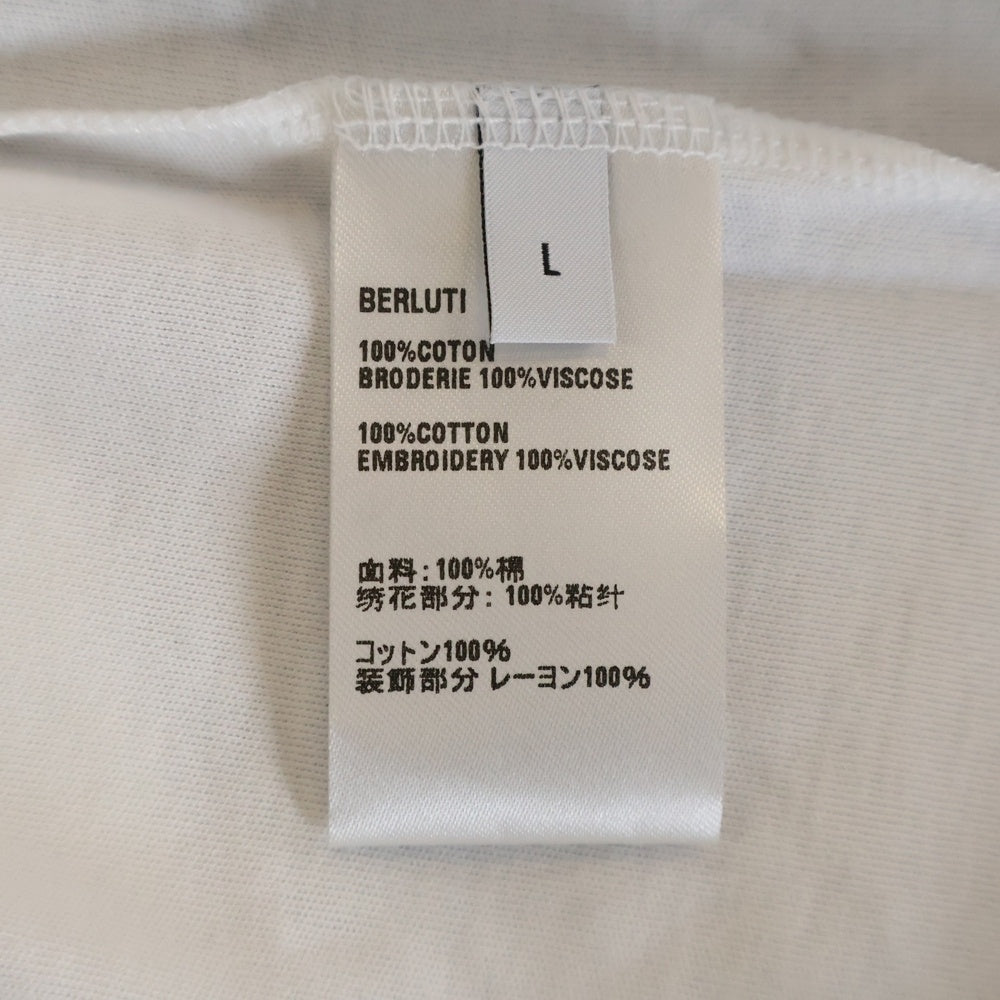 L
BERLUTI
100%COTON
BRODERIE 100%VISCOSE
100%COTTON
EMBROIDERY 100%VISCOSE
面料:100%棉
绣花部分:100%粘纤
コットン100%
装飾部分 レーヨン100%